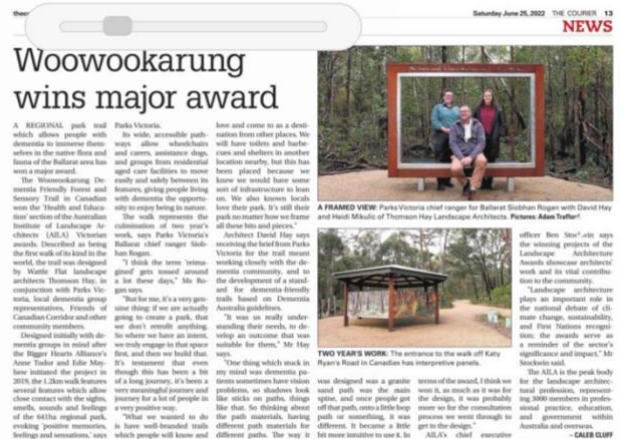 Saturday June 25, 2022 THE COURIER 13
NEWS
Woowookarung
wins major award
A REGIONAL park trail
which allows people with
dementia to immerse them-
selves in the native flora and
fauna of the Ballarat area has
won a major award.
The Woowookarung De-
mentia Friendly Forest and
Sensory Trail in Canadian
won the 'Health and Educa-
tion' section of the Australian
Institute of Landscape Ar-
chitects (AILA) Victorian
awards. Described as being
the first walk of its kind in the
world, the trail was designed
by Wattle Flat landscape
architects Thomson Hay, in
conjunction with Parks Vic-
toria, local dementia group
representatives, Friends of
Canadian Corridor and other
community members.
Designed initially with de-
mentia groups in mind after
the Bigger Hearts Alliance's
Anne Tudor and Edie May-
hew initiated the project in
2019, the 1.2km walk features
several features which allow
close contact with the sights,
smells, sounds and feelings
of the 641ha regional park,
evoking 'positive memories,
feelings and sensations,' says
Parks Victoria.
Its wide, accessible path-
ways allow wheelchairs
and carers, assistance dogs,
and groups from residential
aged care facilities to move
easily and safely between its
features, giving people living
with dementia the opportun-
ity to enjoy being in nature.
The walk represents the
culmination of two year's
work, says Parks Victoria's
Ballarat chief ranger Siob-
han Rogan.
"I think the term 'reima-
gined' gets tossed around
a lot these days," Ms Ro-
gan says.
"But for me, it's a very gen-
uine thing: if we are actually
going to create a park, that
we don't retrofit anything.
So where we have an intent,
we truly engage in that space
first, and then we build that.
It's testament that even
though this has been a bit
of a long journey, it's been a
very meaningful journey and
journey for a lot of people in
a very positive way.
"What we wanted to do
is have well-branded trails
which people will know and
love and come to as a desti-
nation from other places. We
will have toilets and barbe-
cues and shelters in another
location nearby, but this has
been placed because we
know we would have some
sort of infrastructure to lean
on. We also known locals
love their park. It's still their
park no matter how we frame
all these bits and pieces."
Architect David Hay says
receiving the brief from Parks
Victoria for the trail meant
working closely with the de-
mentia community, and to
the development of a stand-
ard for dementia-friendly
trails based on Dementia
Australia guidelines.
"It was us really under-
standing their needs, to de-
velop an outcome that was
suitable for them," Mr Hay
says.
"One thing which stuck in
my mind was dementia pa-
tients sometimes have vision
problems, so shadows look
like sticks on paths, things
like that. So thinking about
the path materials, having
different path materials for
different paths. The way it
A FRAMED VIEW: Parks Victoria chief ranger for Ballarat Siobhan Rogan with David Hay
and Heidi Mikulic of Thomson Hay Landscape Architects. Pictures: Adam Trafford
TWO YEAR'S WORK: The entrance to the walk off Katy
Ryan's Road in Canadian has interpretive panels.
was designed was a granite
sand path was the main
spine, and once people got
off that path, onto a little loop
path or something, it was
different. It became a little
bit more intuitive to use it. In
terms of the award, I think we
won it, as much as it was for
the design, it was probably
more so for the consultation
process we went through to
get to the design."
AILA's chief executive
officer Ben says
the winning projects of the
Landscape Architecture
Awards showcase architects'
work and its vital contribu-
tion to the community.
"Landscape architecture
plays an important role in
the national debate of cli-
mate change, sustainability,
and First Nations recogni-
tion; the awards serve as
a reminder of the sector's
significance and impact," Mr
Stockwin said.
The AILA is the peak body
for the landscape architec-
tural profession, represent-
ing 3000 members in profes-
sional practice, education,
and government within
Australia and overseas.
- CALEB CLUFF